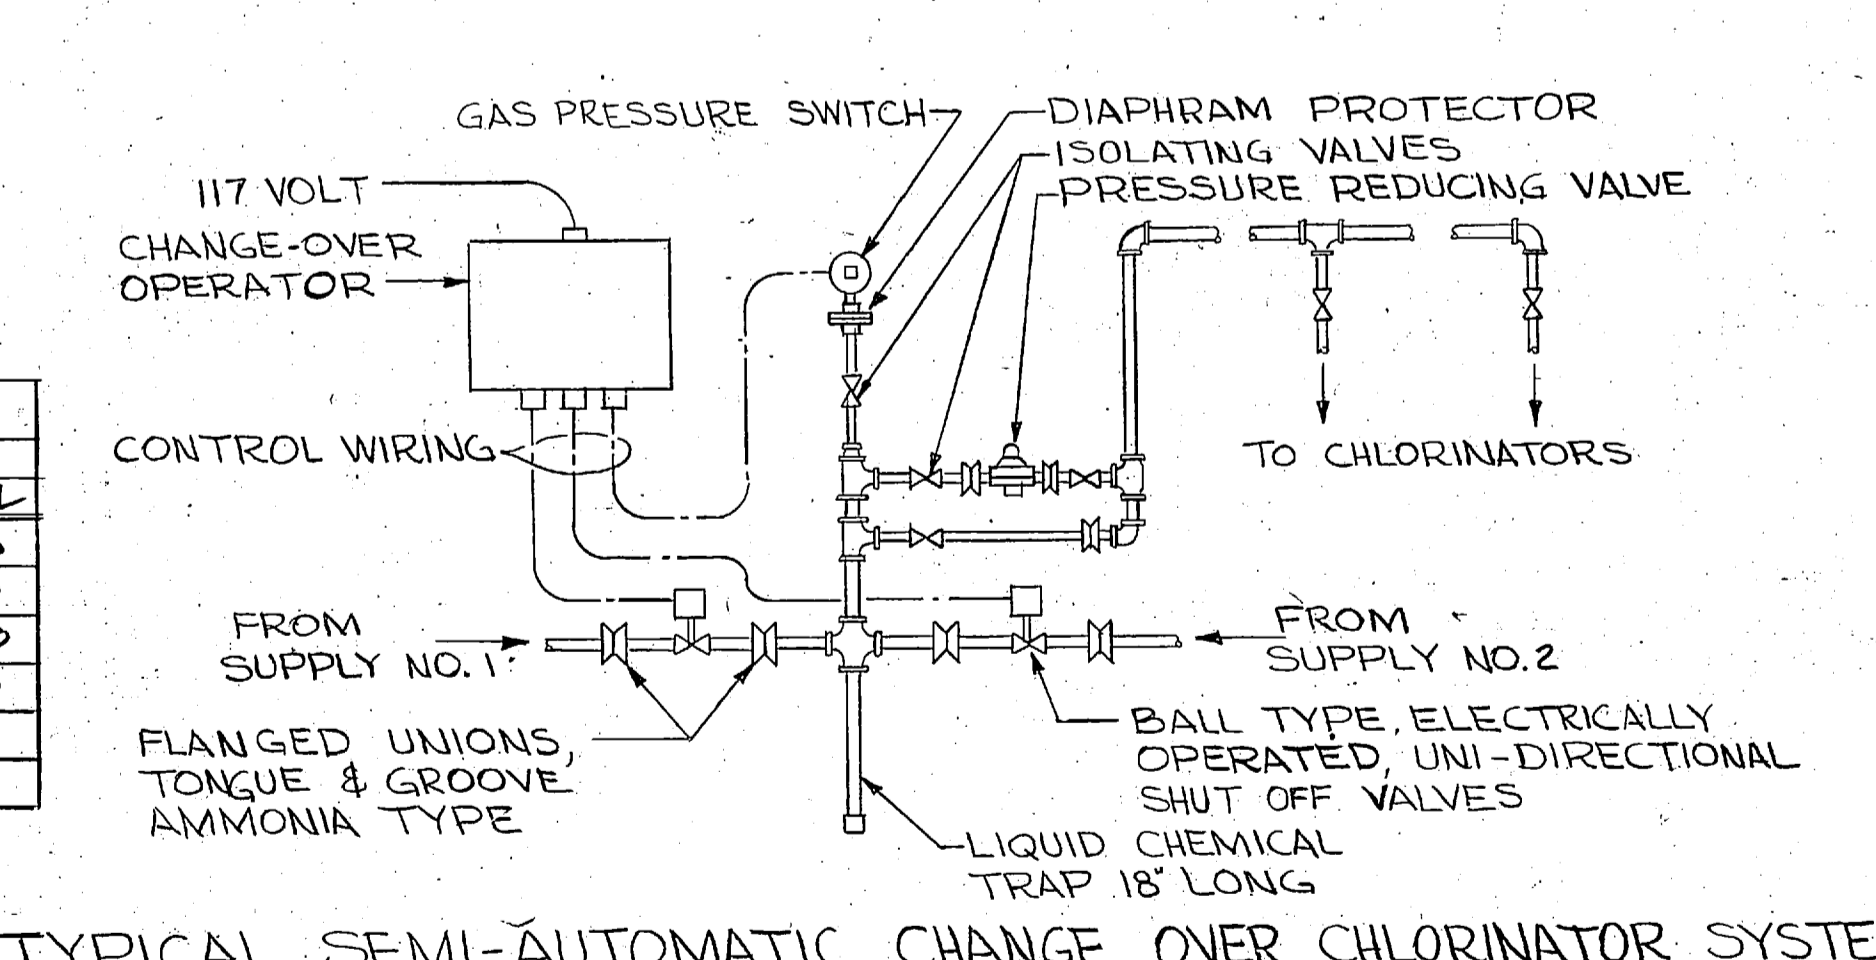 GAS PRESSURE SWITCH
DIAPHRAM PROTECTOR
ISOLATING VALVES
PRESSURE REDUCING VALVE
117 VOLT
CHANGE-OVER
OPERATOR
CONTROL WIRING
TO CHLORINATORS
FROM
SUPPLY NO. 1
FROM
SUPPLY NO. 2
FLANGED UNIONS,
TONGUE & GROOVE
AMMONIA TYPE
BALL TYPE, ELECTRICALLY
OPERATED, UNI-DIRECTIONAL
SHUT OFF VALVES
LIQUID CHEMICAL
TRAP 18" LONG
TYPICAL SEMI-AUTOMATIC CHANGE OVER CHLORINATOR SYSTE